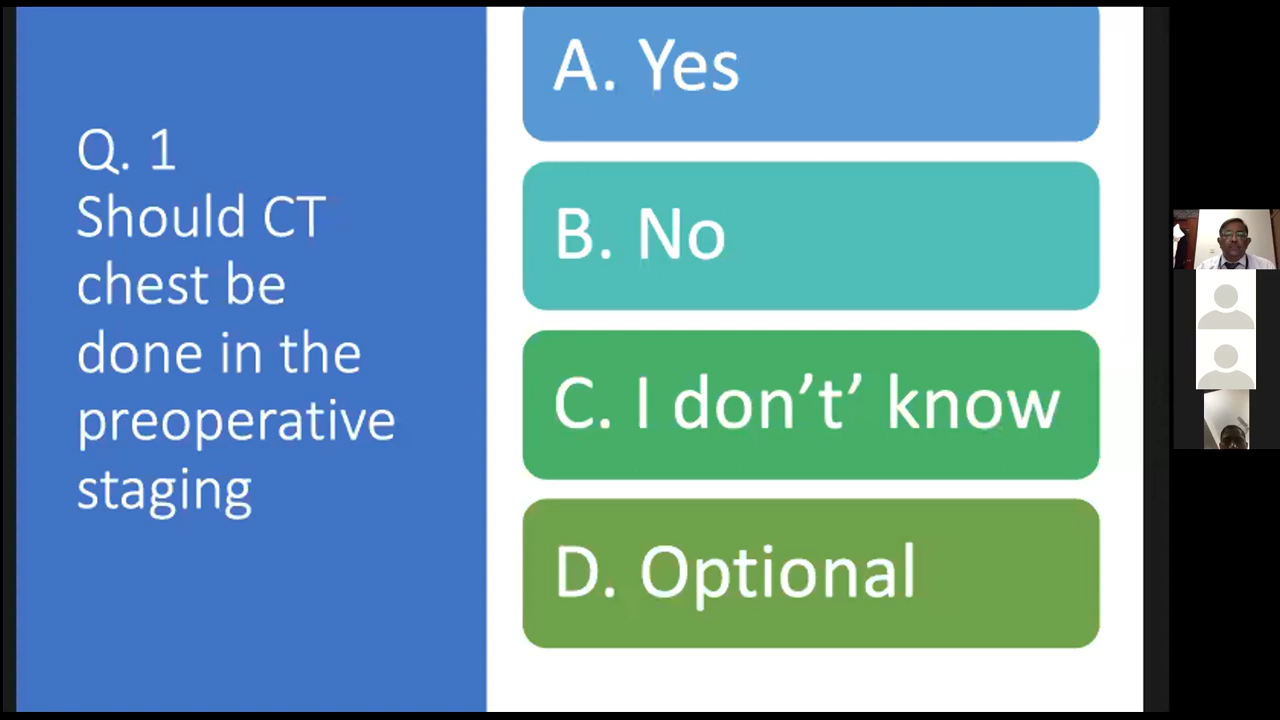 Q. 1
Should CT
chest be
done in the
preoperative
staging
A. Yes
B. No
C. I don’t’ know
D. Optional